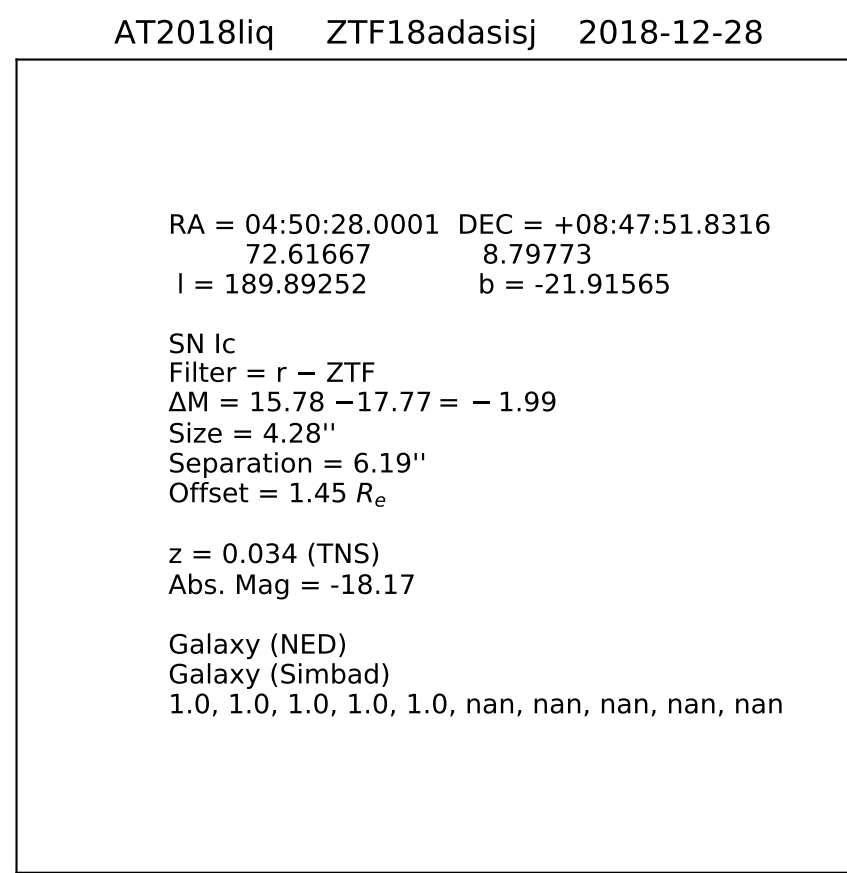 AT2018liq ZTF18adasisj 2018-12-28
RA = 04:50:28.0001 DEC = +08:47:51.8316
72.61667 8.79773
l = 189.89252 b = -21.91565
SN Ic
Filter = r − ZTF
ΔM = 15.78 −17.77 = − 1.99
Size = 4.28''
Separation = 6.19''
Offset = 1.45 Re
z = 0.034 (TNS)
Abs. Mag = -18.17
Galaxy (NED)
Galaxy (Simbad)
1.0, 1.0, 1.0, 1.0, 1.0, nan, nan, nan, nan, nan